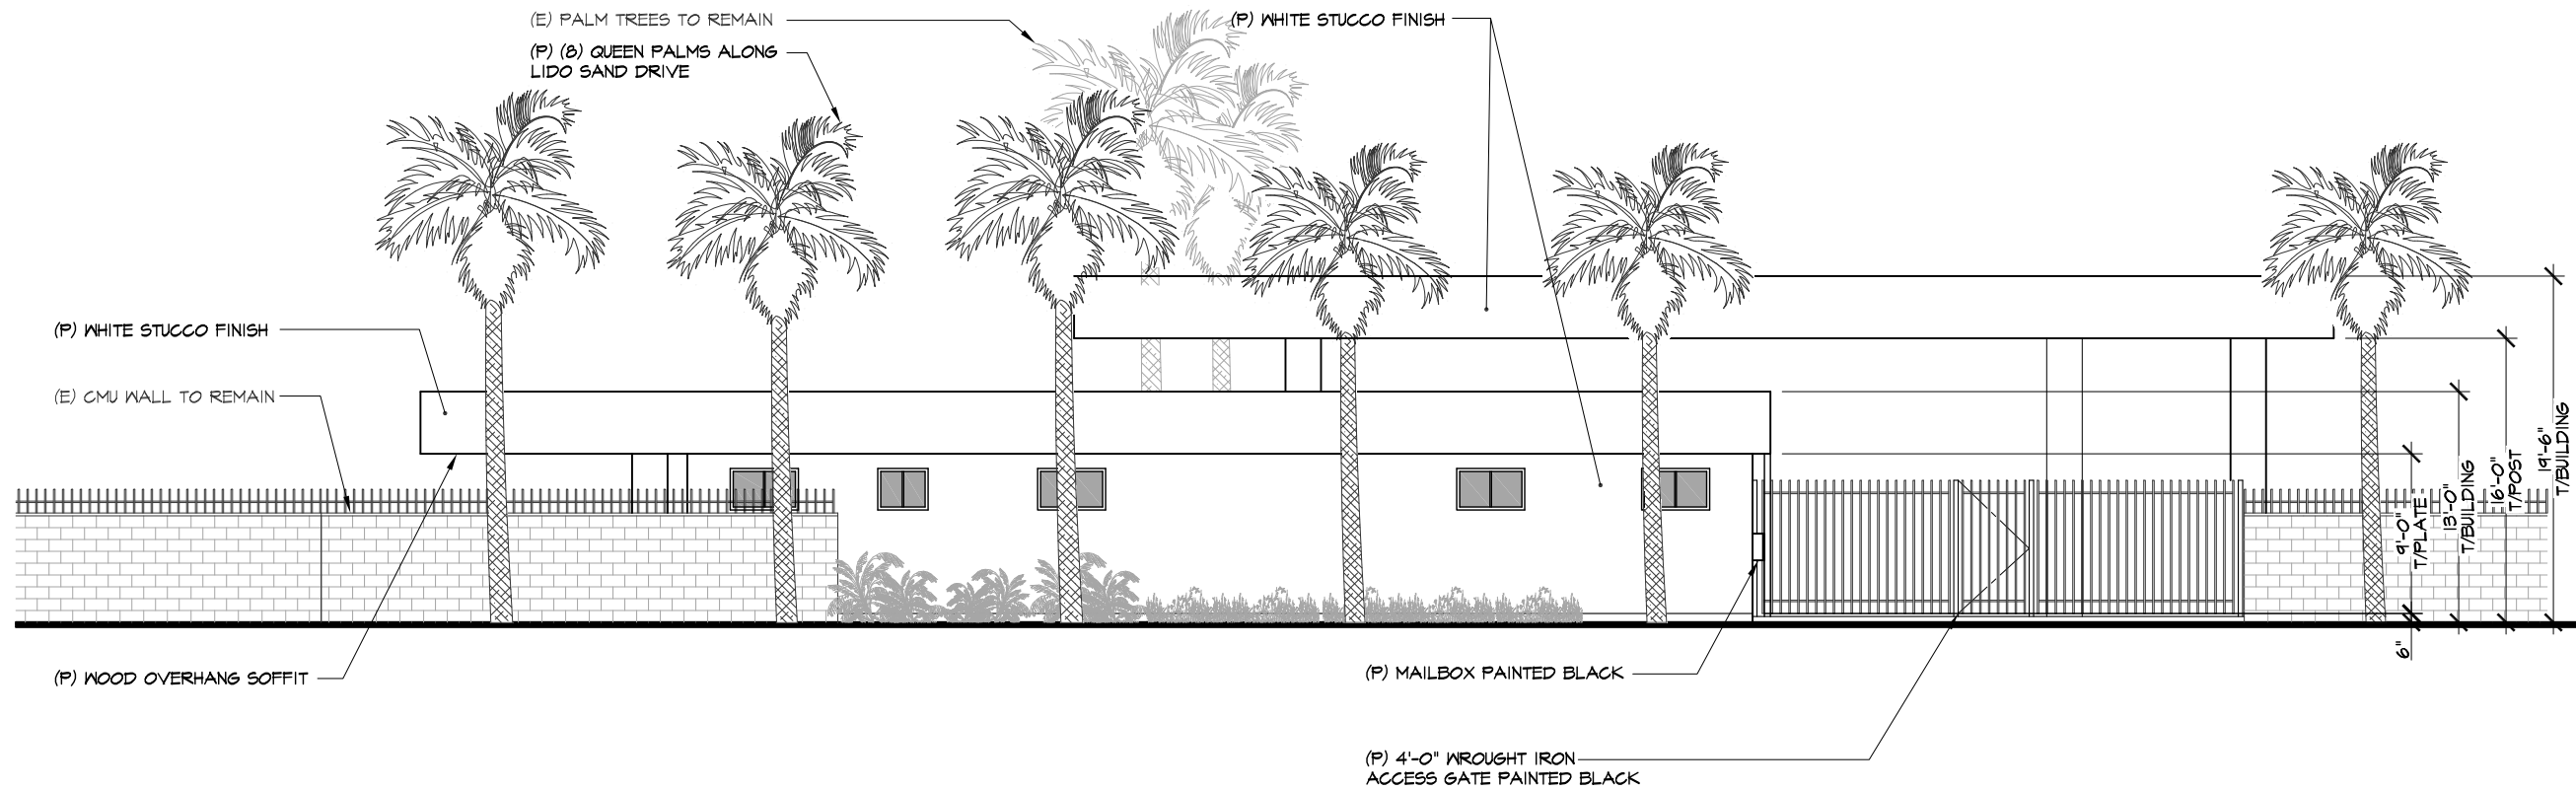 (E) PALM TREES TO REMAIN
(P) WHITE STUCCO FINISH
(P) (8) QUEEN PALMS ALONG
LIDO SAND DRIVE
(P) WHITE STUCCO FINISH
(E) CMU WALL TO REMAIN
(P) WOOD OVERHANG SOFFIT
(P) MAILBOX PAINTED BLACK
(P) 4'-0" WROUGHT IRON
ACCESS GATE PAINTED BLACK
6"
9'-0"
T/PLATE"
13'-0"
T/BUILDING
16'-0"
T/POST
19'-6"
T/BUILDING